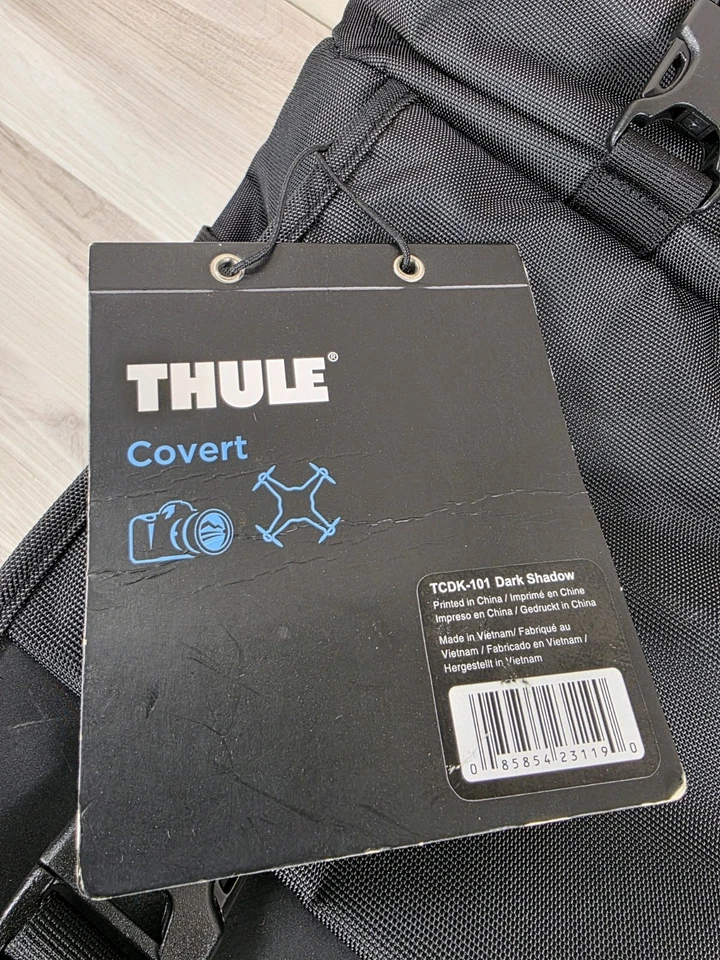 THULE®
Covert
TCDK-101 Dark Shadow
Printed in China / Imprimé en Chine
Impreso en China / Gedruckt in China
Made in Vietnam/ Fabriqué au
Vietnam / Fabricado en Vietnam /
Hergestellt in Vietnam
0 85854 23119 0